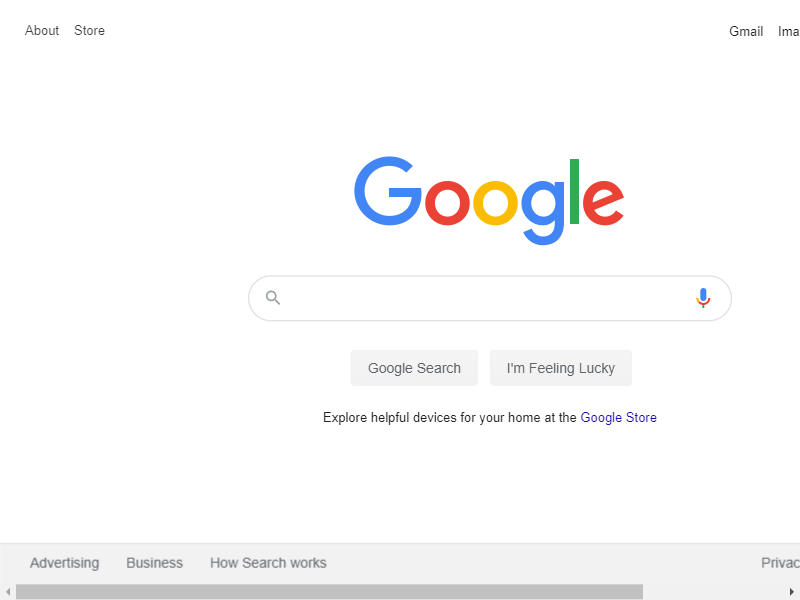 About Store
Gmail Ima
Google
Google Search I'm Feeling Lucky
Explore helpful devices for your home at the Google Store
Advertising Business How Search works
Privac